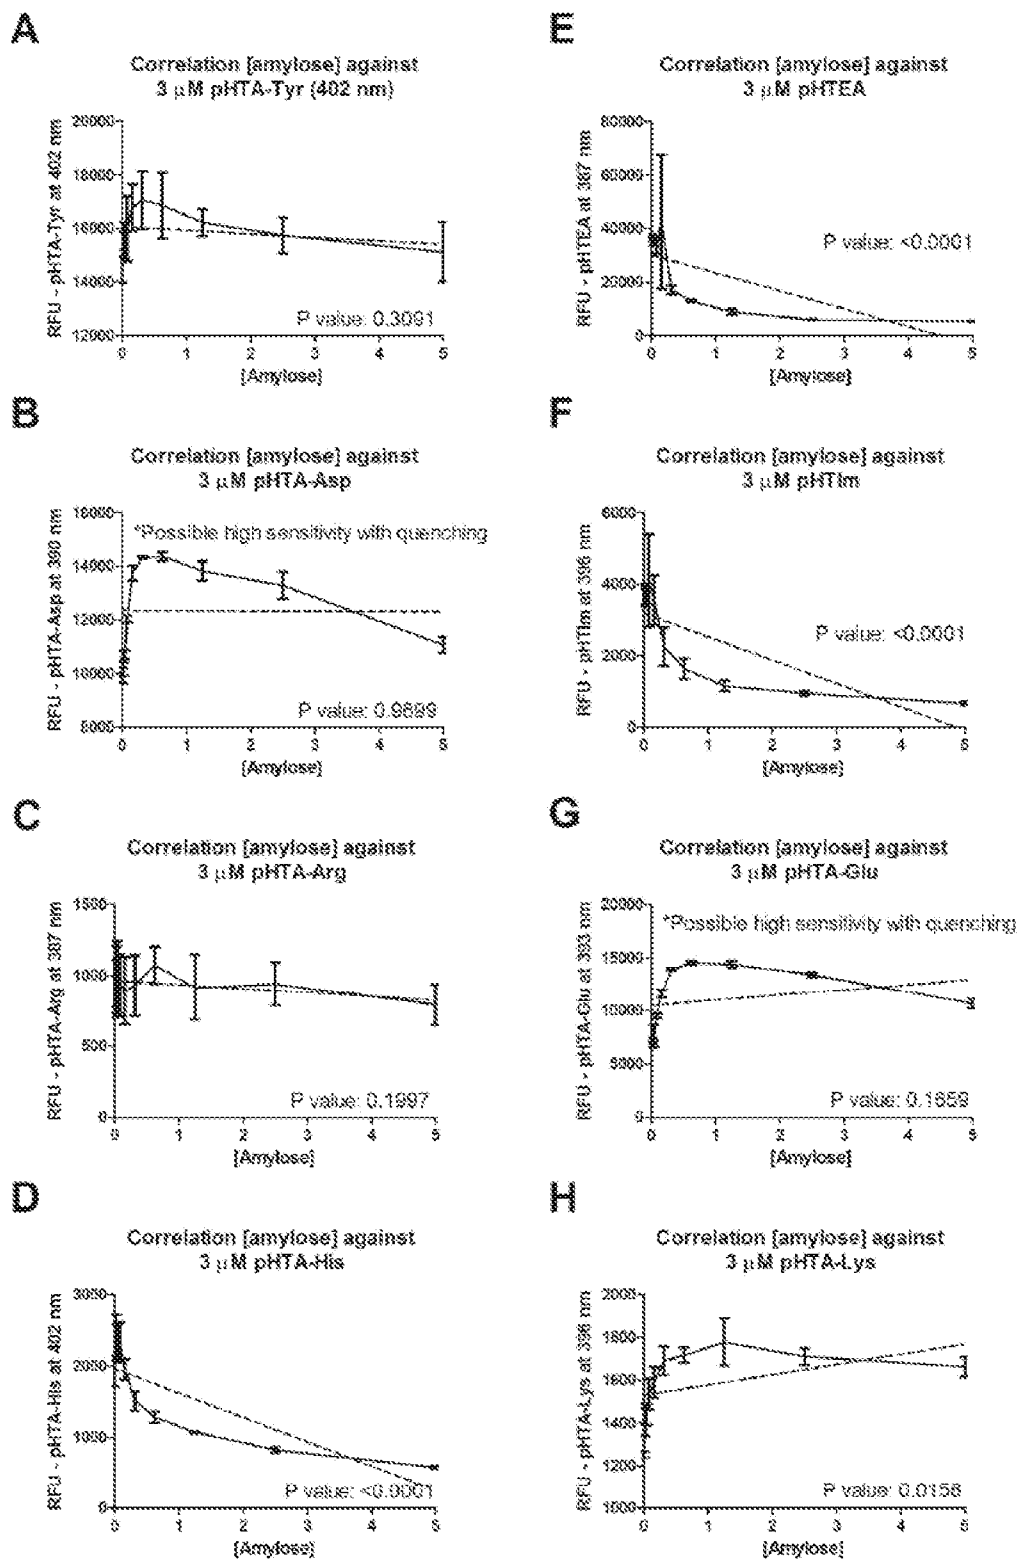 A
Correlation [amylose] against
3 µM pHTA-Tyr (402 nm)
RFU - pHTA-Tyr at 402 nm
20000
18000
16000
14000
12000
P value: 0.3091
0 1 2 3 4 5
[Amylose]
B
Correlation [amylose] against
3 µM pHTA-Asp
RFU - pHTA-Asp at 390 nm
16000
14000
12000
10000
8000
*Possible high sensitivity with quenching
P value: 0.9899
0 1 2 3 4 5
[Amylose]
C
Correlation [amylose] against
3 µM pHTA-Arg
RFU - pHTA-Arg at 387 nm
1500
1000
500
0
P value: 0.1997
0 1 2 3 4 5
[Amylose]
D
Correlation [amylose] against
3 µM pHTA-His
RFU - pHTA-His at 402 nm
3000
2000
1000
0
P value: <0.0001
0 1 2 3 4 5
[Amylose]
E
Correlation [amylose] against
3 µM pHTEA
RFU - pHTEA at 387 nm
80000
60000
40000
20000
0
P value: <0.0001
0 1 2 3 4 5
[Amylose]
F
Correlation [amylose] against
3 µM pHTIm
RFU - pHTIm at 396 nm
6000
4000
2000
0
P value: <0.0001
0 1 2 3 4 5
[Amylose]
G
Correlation [amylose] against
3 µM pHTA-Glu
RFU - pHTA-Glu at 393 nm
20000
15000
10000
5000
0
*Possible high sensitivity with quenching
P value: 0.1659
0 1 2 3 4 5
[Amylose]
H
Correlation [amylose] against
3 µM pHTA-Lys
RFU - pHTA-Lys at 396 nm
2000
1800
1600
1400
1200
1000
P value: 0.0156
0 1 2 3 4 5
[Amylose]